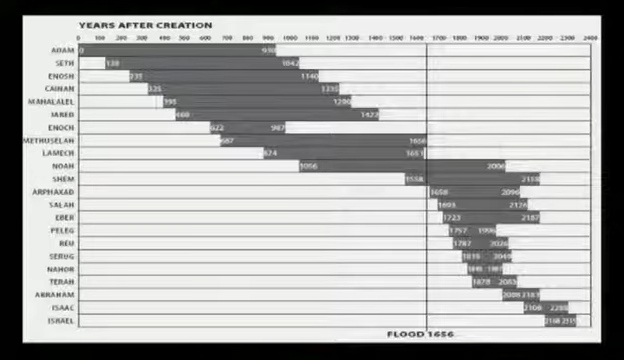 YEARS AFTER CREATION
0 100 200 300 400 500 600 700 800 900 1000 1100 1200 1300 1400 1500 1600 1700 1800 1900 2000 2100 2200 2300 2400
ADAM 0 930
SETH 130 1042
ENOSH 235 1140
CAINAN 325 1235
MAHALALEL 395 1290
JARED 460 1422
ENOCH 622 987
METHUSELAH 687 1656
LAMECH 874 1651
NOAH 1056 2006
SHEM 1558 2158
ARPHAXAD 1658 2096
SALAH 1693 2126
EBER 1723 2187
PELEG 1757 1996
REU 1787 2026
SERUG 1819 2049
NAHOR 1997
TERAH 1878 2083
ABRAHAM 2008 2183
ISAAC 2108 2288
ISRAEL 2168 2315
FLOOD 1656